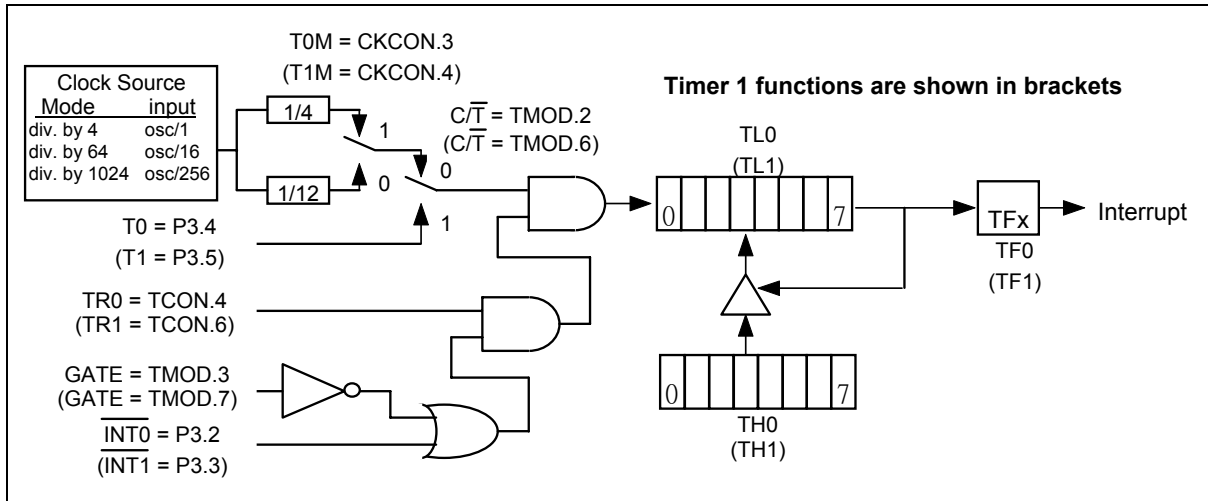 T0M = CKCON.3
(T1M = CKCON.4)
Clock Source
Mode input
div. by 4 osc/1
div. by 64 osc/16
div. by 1024 osc/256
1/4
1/12
1
0
C/T̅ = TMOD.2
(C/T̅ = TMOD.6)
0
1
T0 = P3.4
(T1 = P3.5)
TR0 = TCON.4
(TR1 = TCON.6)
GATE = TMOD.3
(GATE = TMOD.7)
I̅N̅T̅0̅ = P3.2
(I̅N̅T̅1̅ = P3.3)
Timer 1 functions are shown in brackets
TL0
(TL1)
0 7
TFx
Interrupt
TF0
(TF1)
0 7
TH0
(TH1)